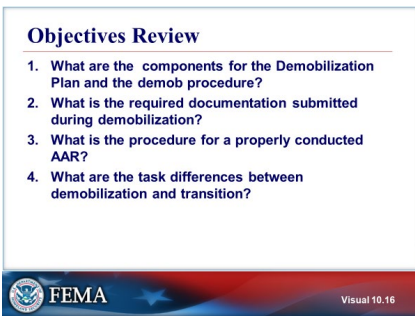 Objectives Review
1. What are the components for the Demobilization
Plan and the demob procedure?
2. What is the required documentation submitted
during demobilization?
3. What is the procedure for a properly conducted
AAR?
4. What are the task differences between
demobilization and transition?
FEMA
Visual 10.16